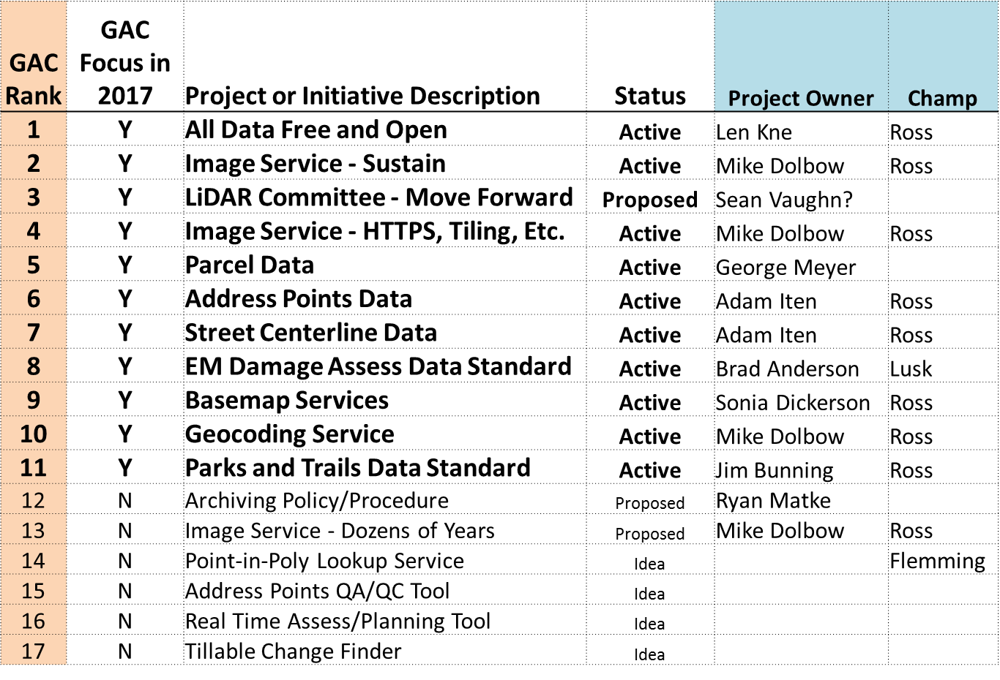 GAC Rank GAC Focus in 2017 Project or Initiative Description Status Project Owner Champ
1 Y All Data Free and Open Active Len Kne Ross
2 Y Image Service - Sustain Active Mike Dolbow Ross
3 Y LiDAR Committee - Move Forward Proposed Sean Vaughn?
4 Y Image Service - HTTPS, Tiling, Etc. Active Mike Dolbow Ross
5 Y Parcel Data Active George Meyer
6 Y Address Points Data Active Adam Iten Ross
7 Y Street Centerline Data Active Adam Iten Ross
8 Y EM Damage Assess Data Standard Active Brad Anderson Lusk
9 Y Basemap Services Active Sonia Dickerson Ross
10 Y Geocoding Service Active Mike Dolbow Ross
11 Y Parks and Trails Data Standard Active Jim Bunning Ross
12 N Archiving Policy/Procedure Proposed Ryan Matke
13 N Image Service - Dozens of Years Proposed Mike Dolbow Ross
14 N Point-in-Poly Lookup Service Idea Flemming
15 N Address Points QA/QC Tool Idea
16 N Real Time Assess/Planning Tool Idea
17 N Tillable Change Finder Idea